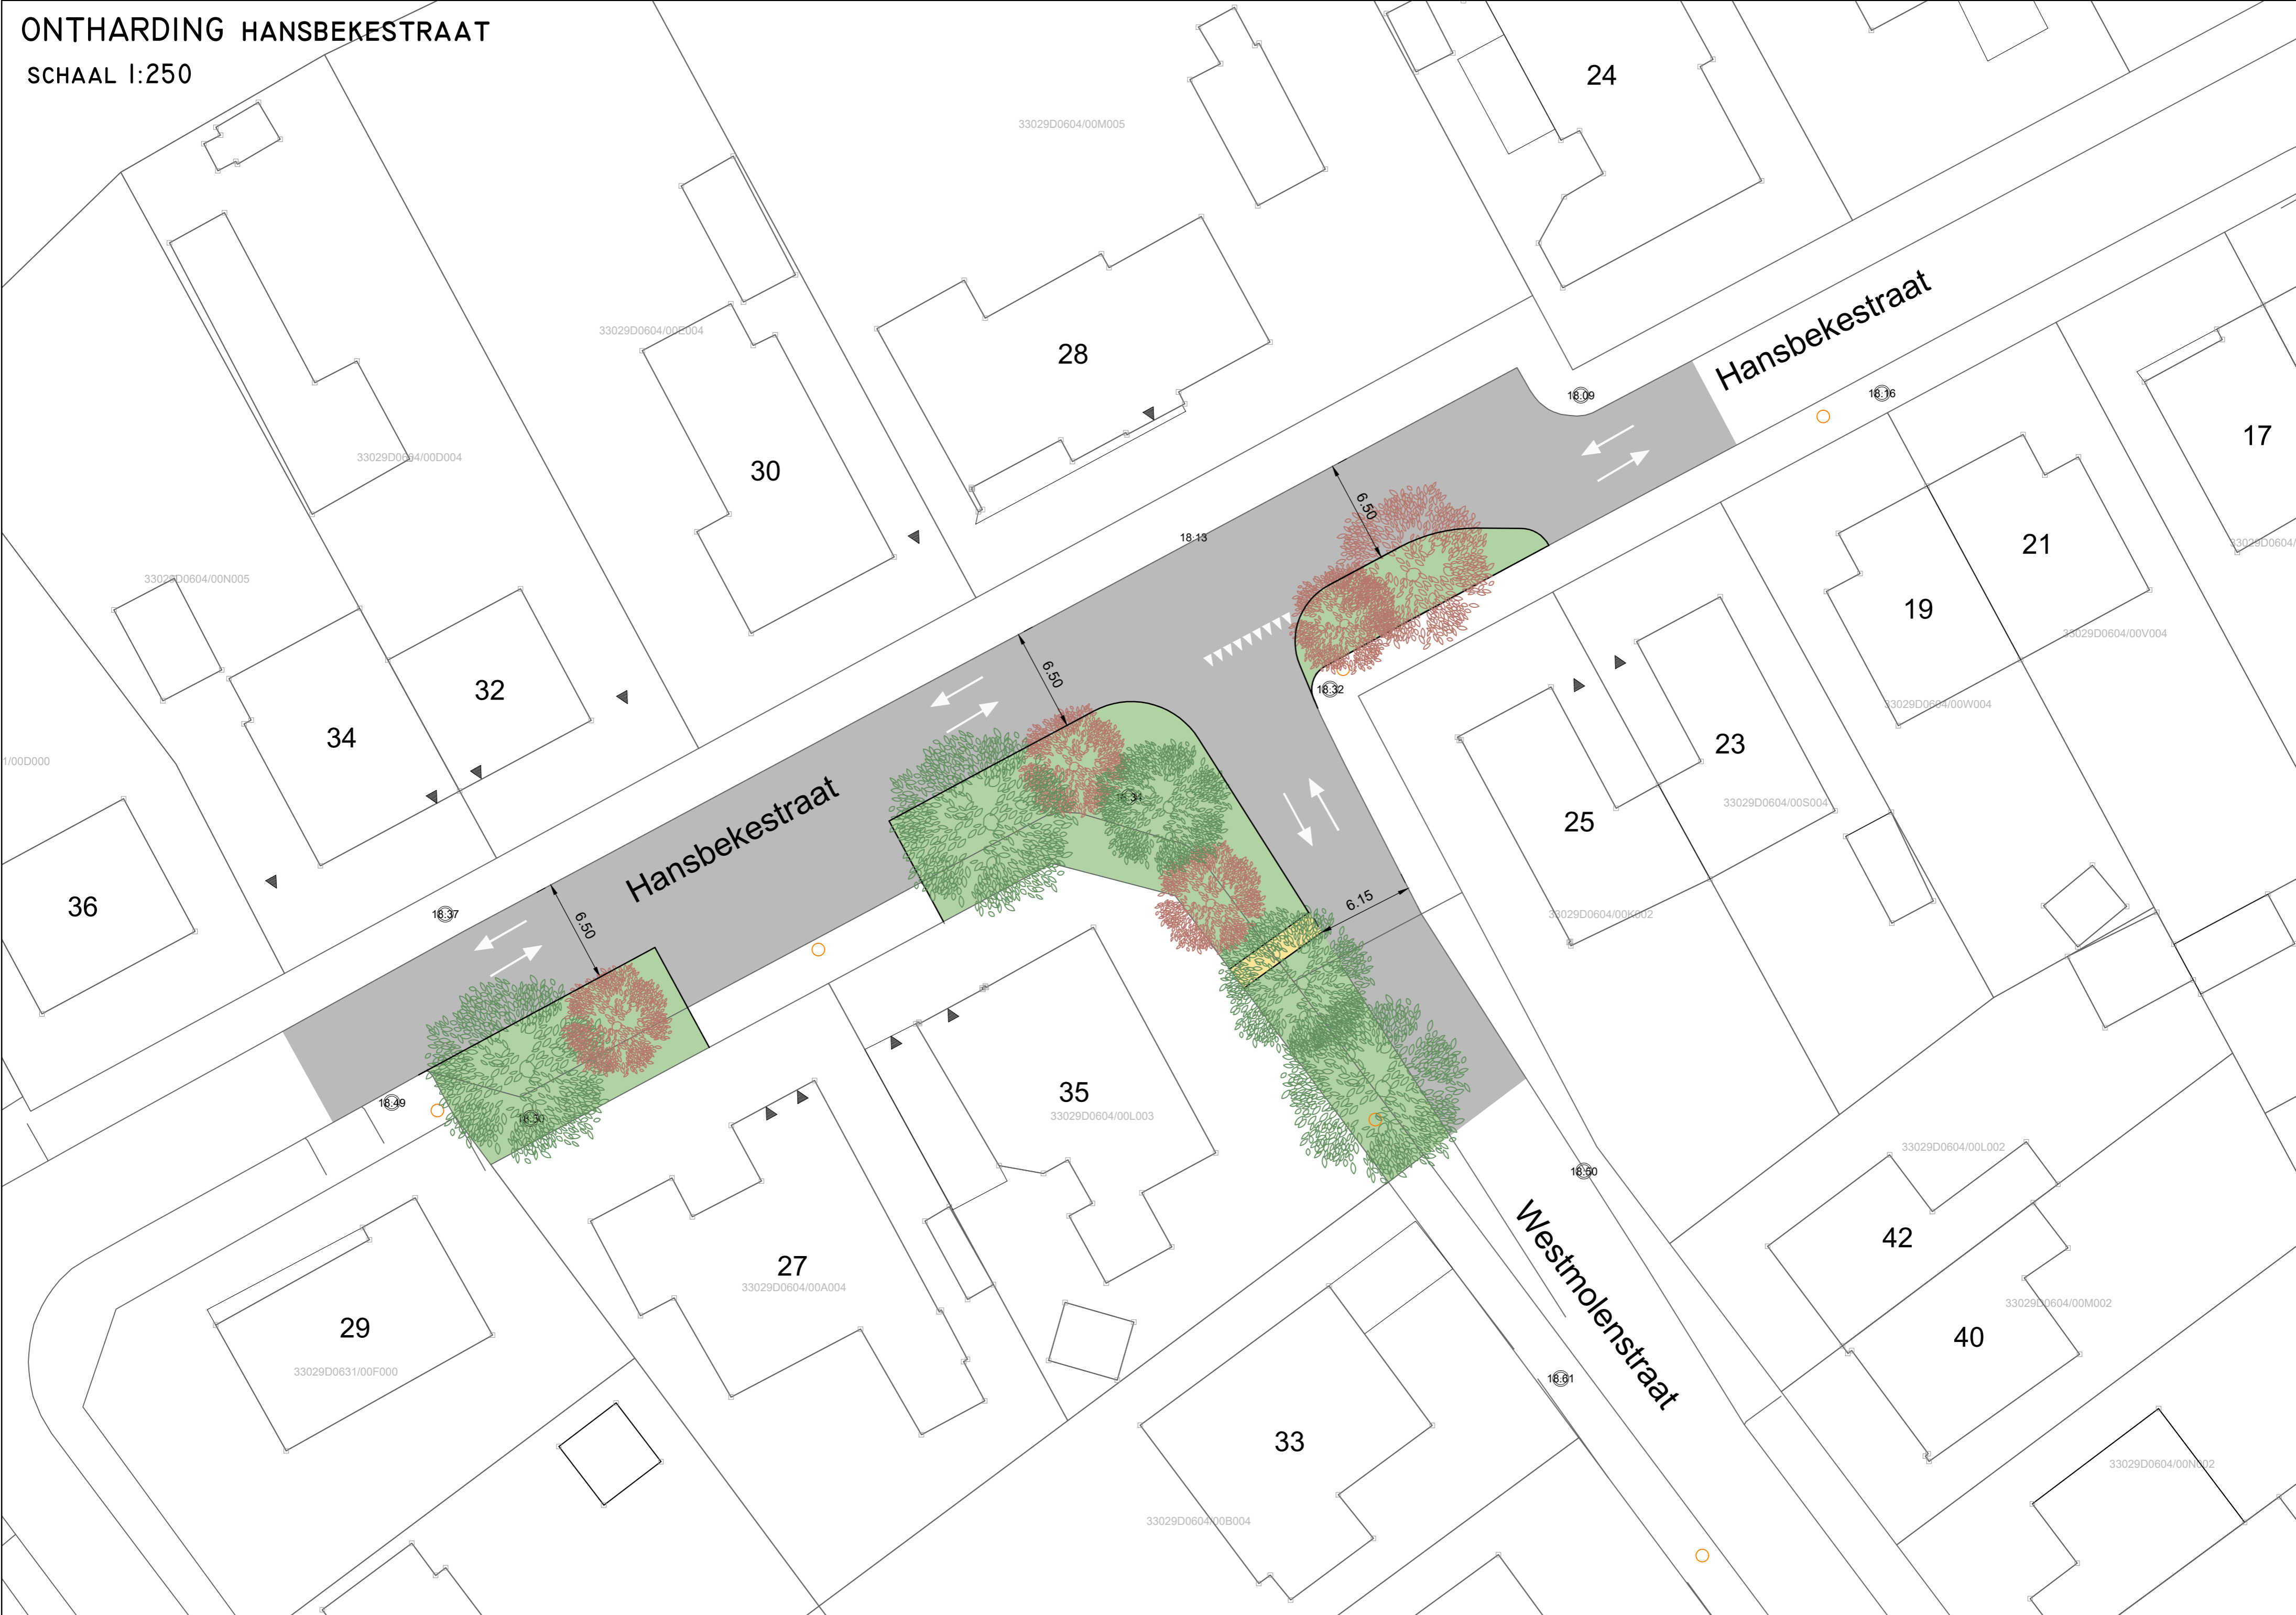 ONTHARDING HANSBEKESTRAAT
SCHAAL 1:250
24
33029D0604/00M005
Hansbekestraat
33029D0604/00E004
28
18.09
18.16
17
33029D0604/00D004
30
6.50
18.13
21
33029D0604/
33029D0604/00N005
19
33029D0604/00V004
32
6.50
18.32
33029D0604/00W004
34
23
1/00D000
33029D0604/00S004
25
Hansbekestraat
36
18.37
6.50
6.15
33029D0604/00K002
35
33029D0604/00L003
18.49
33029D0604/00L002
18.50
Westmolenstraat
42
27
33029D0604/00A004
33029D0604/00M002
29
40
33029D0631/00F000
18.61
33
33029D0604/00N002
33029D0604/00B004